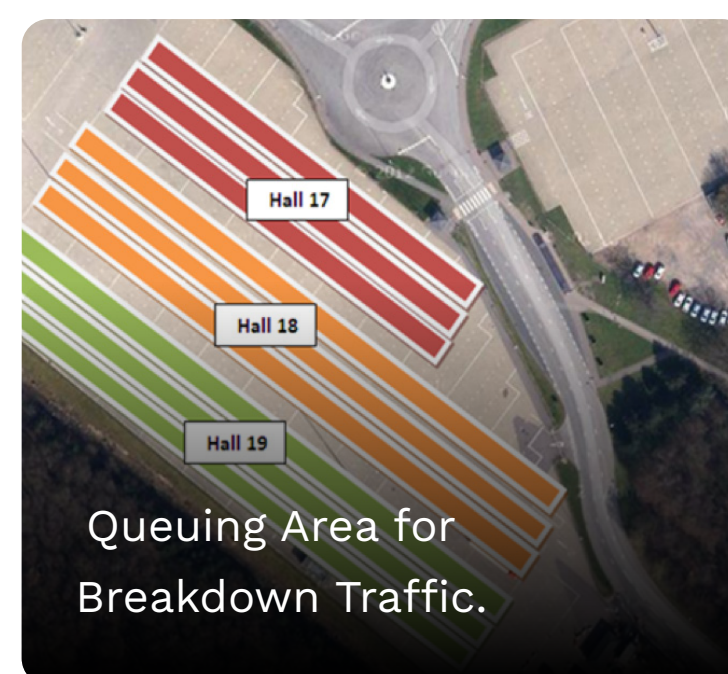 Hall 17
Hall 18
Hall 19
Queuing Area for
Breakdown Traffic.